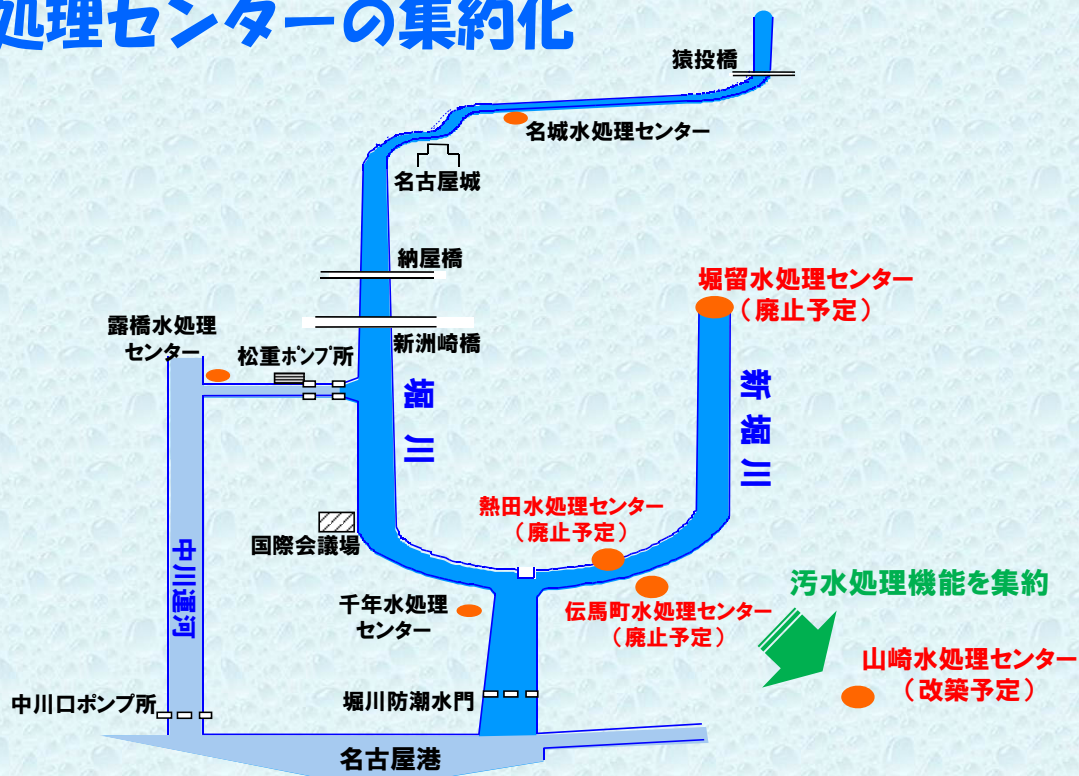 処理センターの集約化
猿投橋
名城水処理センター
名古屋城
納屋橋
堀留水処理センター
（廃止予定）
露橋水処理
センター
松重ポンプ所
新洲崎橋
堀川
新堀川
熱田水処理センター
（廃止予定）
国際会議場
中川運河
汚水処理機能を集約
千年水処理
センター
伝馬町水処理センター
（廃止予定）
山崎水処理センター
（改築予定）
中川口ポンプ所
堀川防潮水門
名古屋港